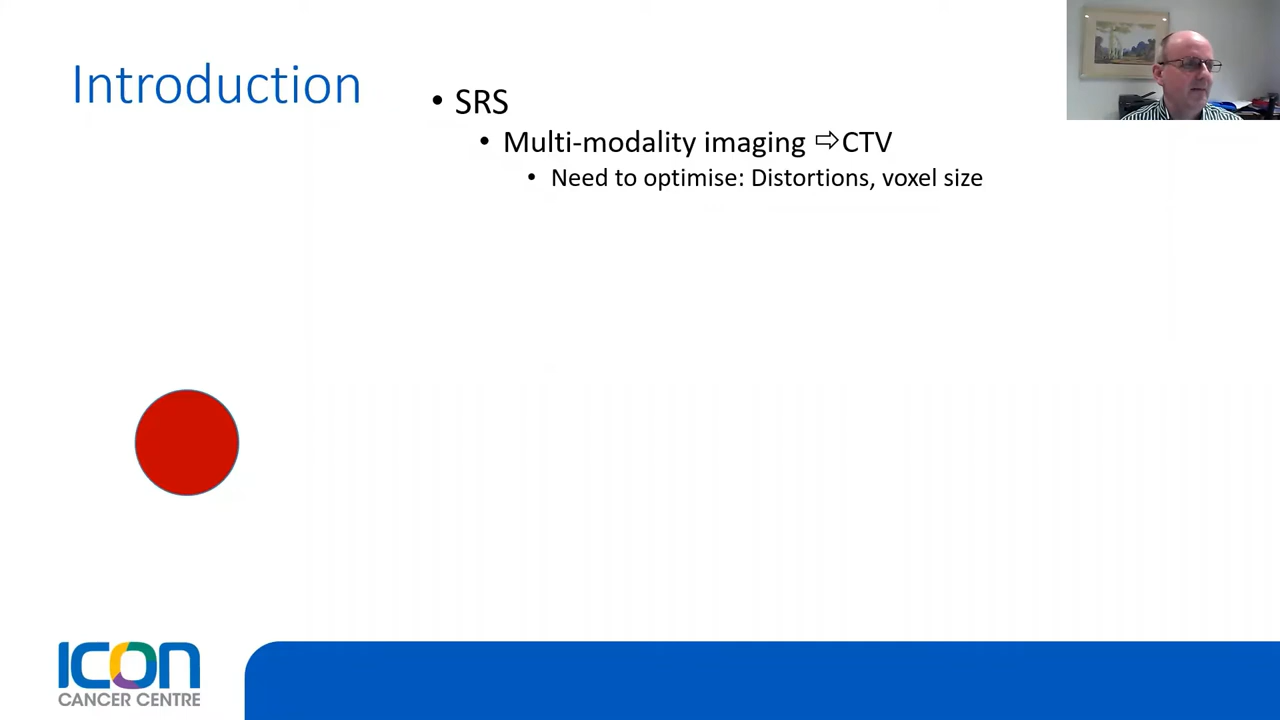 Introduction
• SRS
• Multi-modality imaging ⇨CTV
• Need to optimise: Distortions, voxel size
ICON
CANCER CENTRE